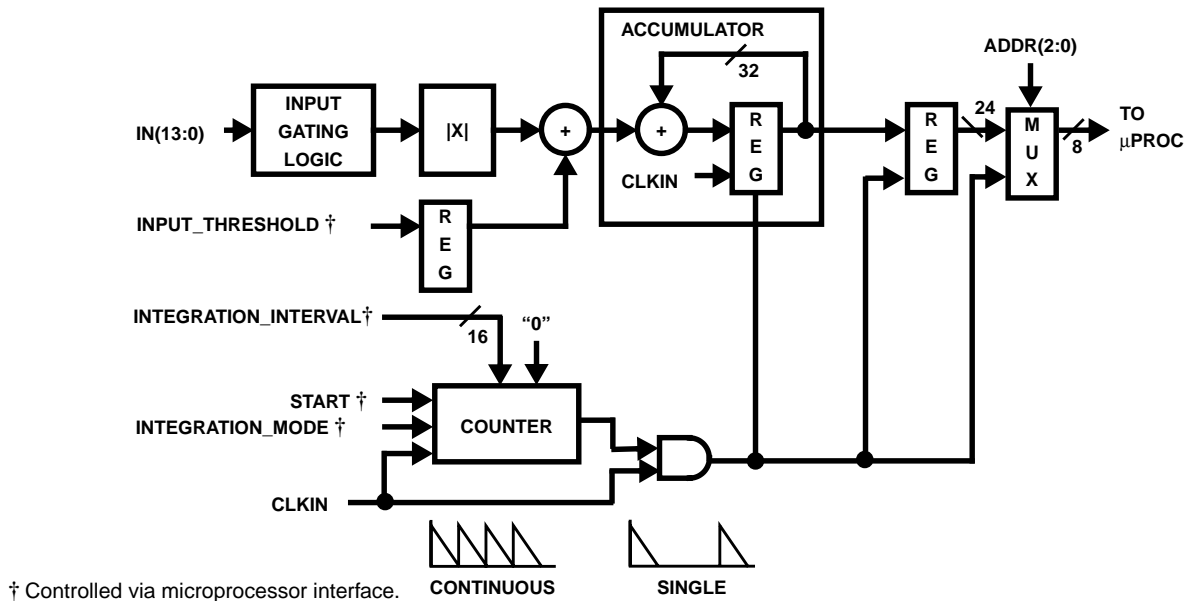 ACCUMULATOR
32
ADDR(2:0)
IN(13:0)
INPUT
GATING
LOGIC
|X|
+
+
CLKIN
R
E
G
R
E
G
24
M
U
X
8
TO
μPROC
INPUT_THRESHOLD †
R
E
G
INTEGRATION_INTERVAL†
16
“0”
START †
INTEGRATION_MODE †
COUNTER
CLKIN
CONTINUOUS
SINGLE
† Controlled via microprocessor interface.